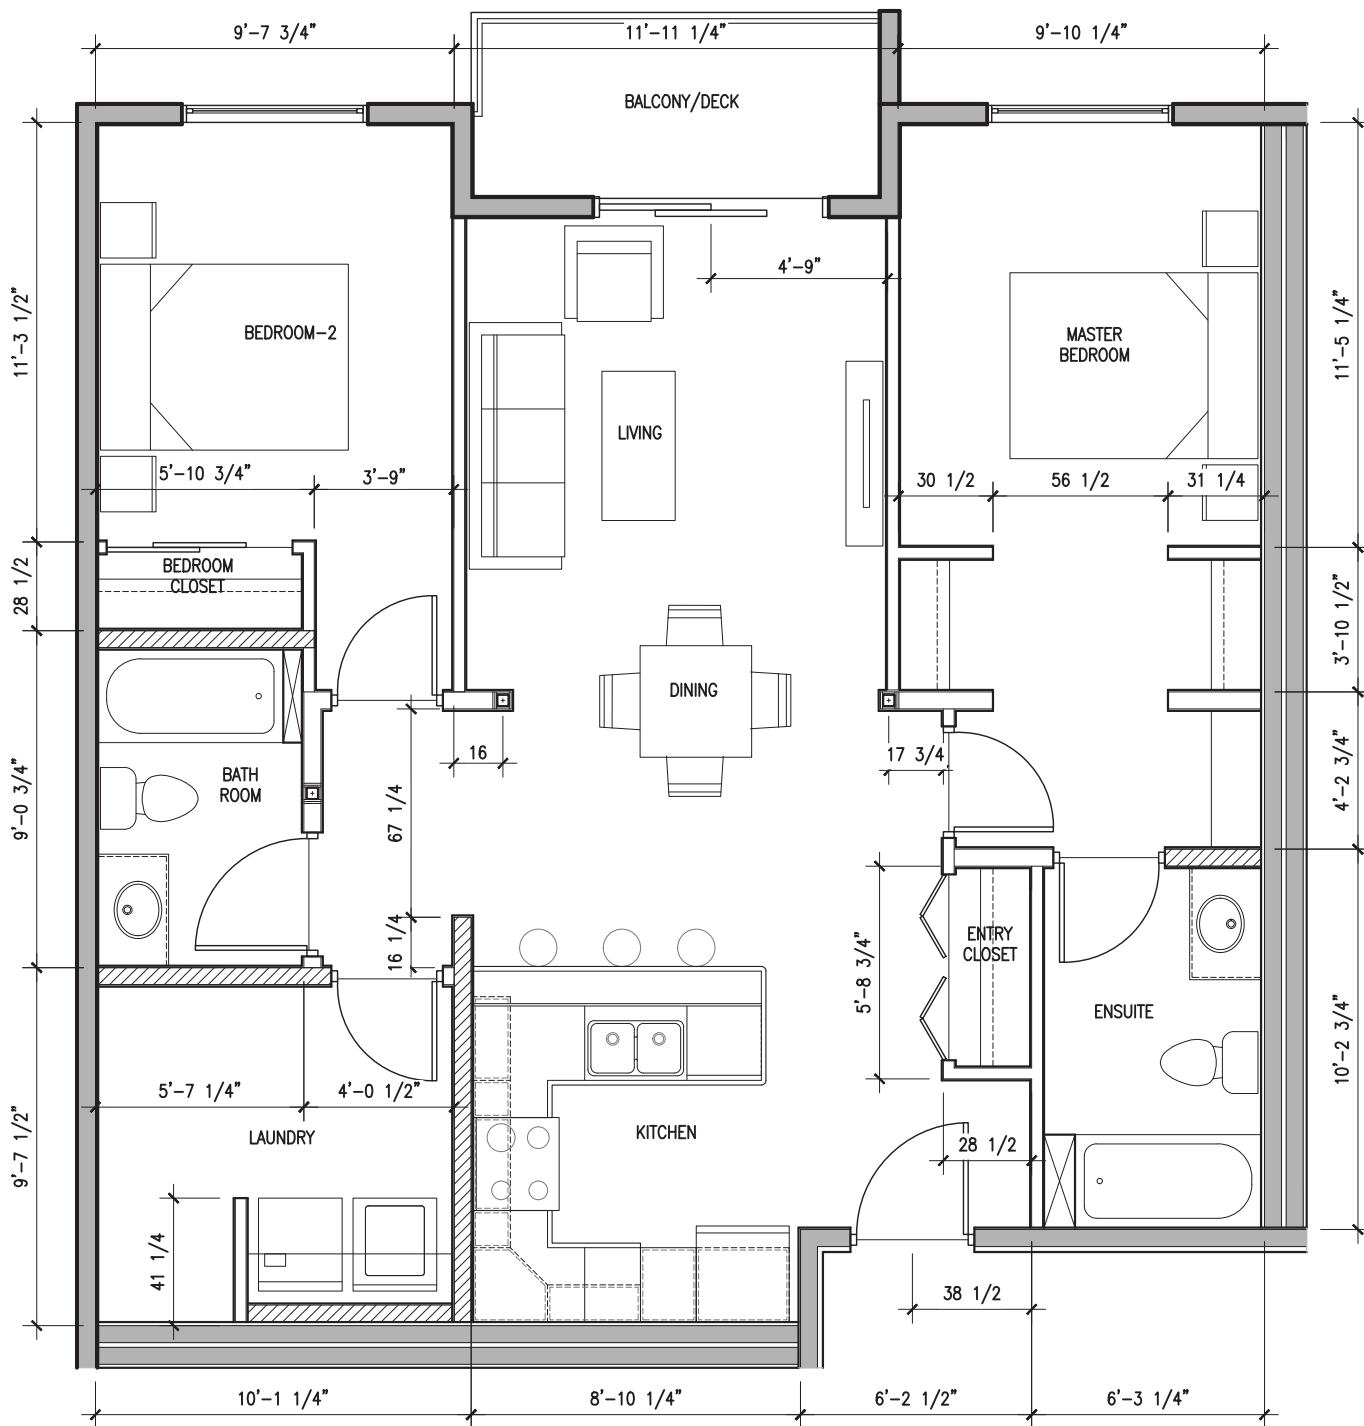 9'-7 3/4"
11'-11 1/4"
9'-10 1/4"
BALCONY/DECK
4'-9"
11'-3 1/2"
BEDROOM-2
MASTER
BEDROOM
11'-5 1/4"
LIVING
5'-10 3/4"
3'-9"
30 1/2
56 1/2
31 1/4
BEDROOM
CLOSET
28 1/2
3'-10 1/2"
DINING
16
17 3/4
BATH
ROOM
9'-0 3/4"
67 1/4
4'-2 3/4"
16 1/4
ENTRY
CLOSET
5'-8 3/4"
ENSUITE
10'-2 3/4"
5'-7 1/4"
4'-0 1/2"
LAUNDRY
KITCHEN
28 1/2
9'-7 1/2"
41 1/4
38 1/2
10'-1 1/4"
8'-10 1/4"
6'-2 1/2"
6'-3 1/4"